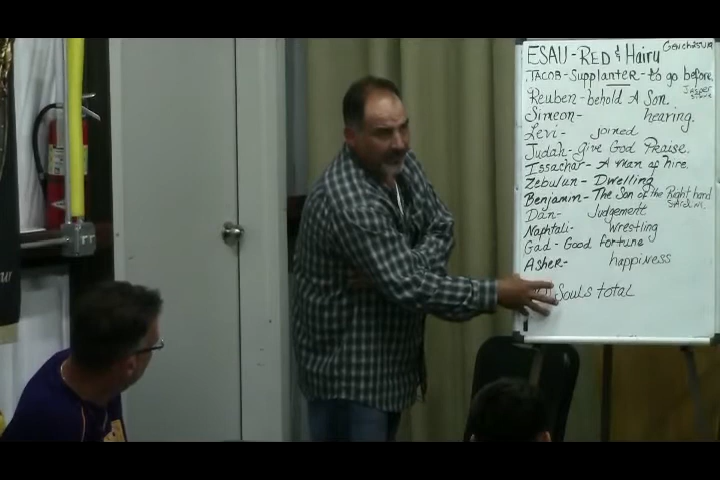 ESAU - RED & Hairy
JACOB - Supplanter - to go before.
Jasper
Stone
Reuben - behold A Son.
Simeon - hearing.
Levi - joined
Judah - Give God Praise.
Issachar - A man of hire.
Zebulun - Dwelling
Benjamin - The Son of the Right hand
Dan - Judgement
Naphtali - Wrestling
Gad - Good fortune
Asher - happiness
Souls total